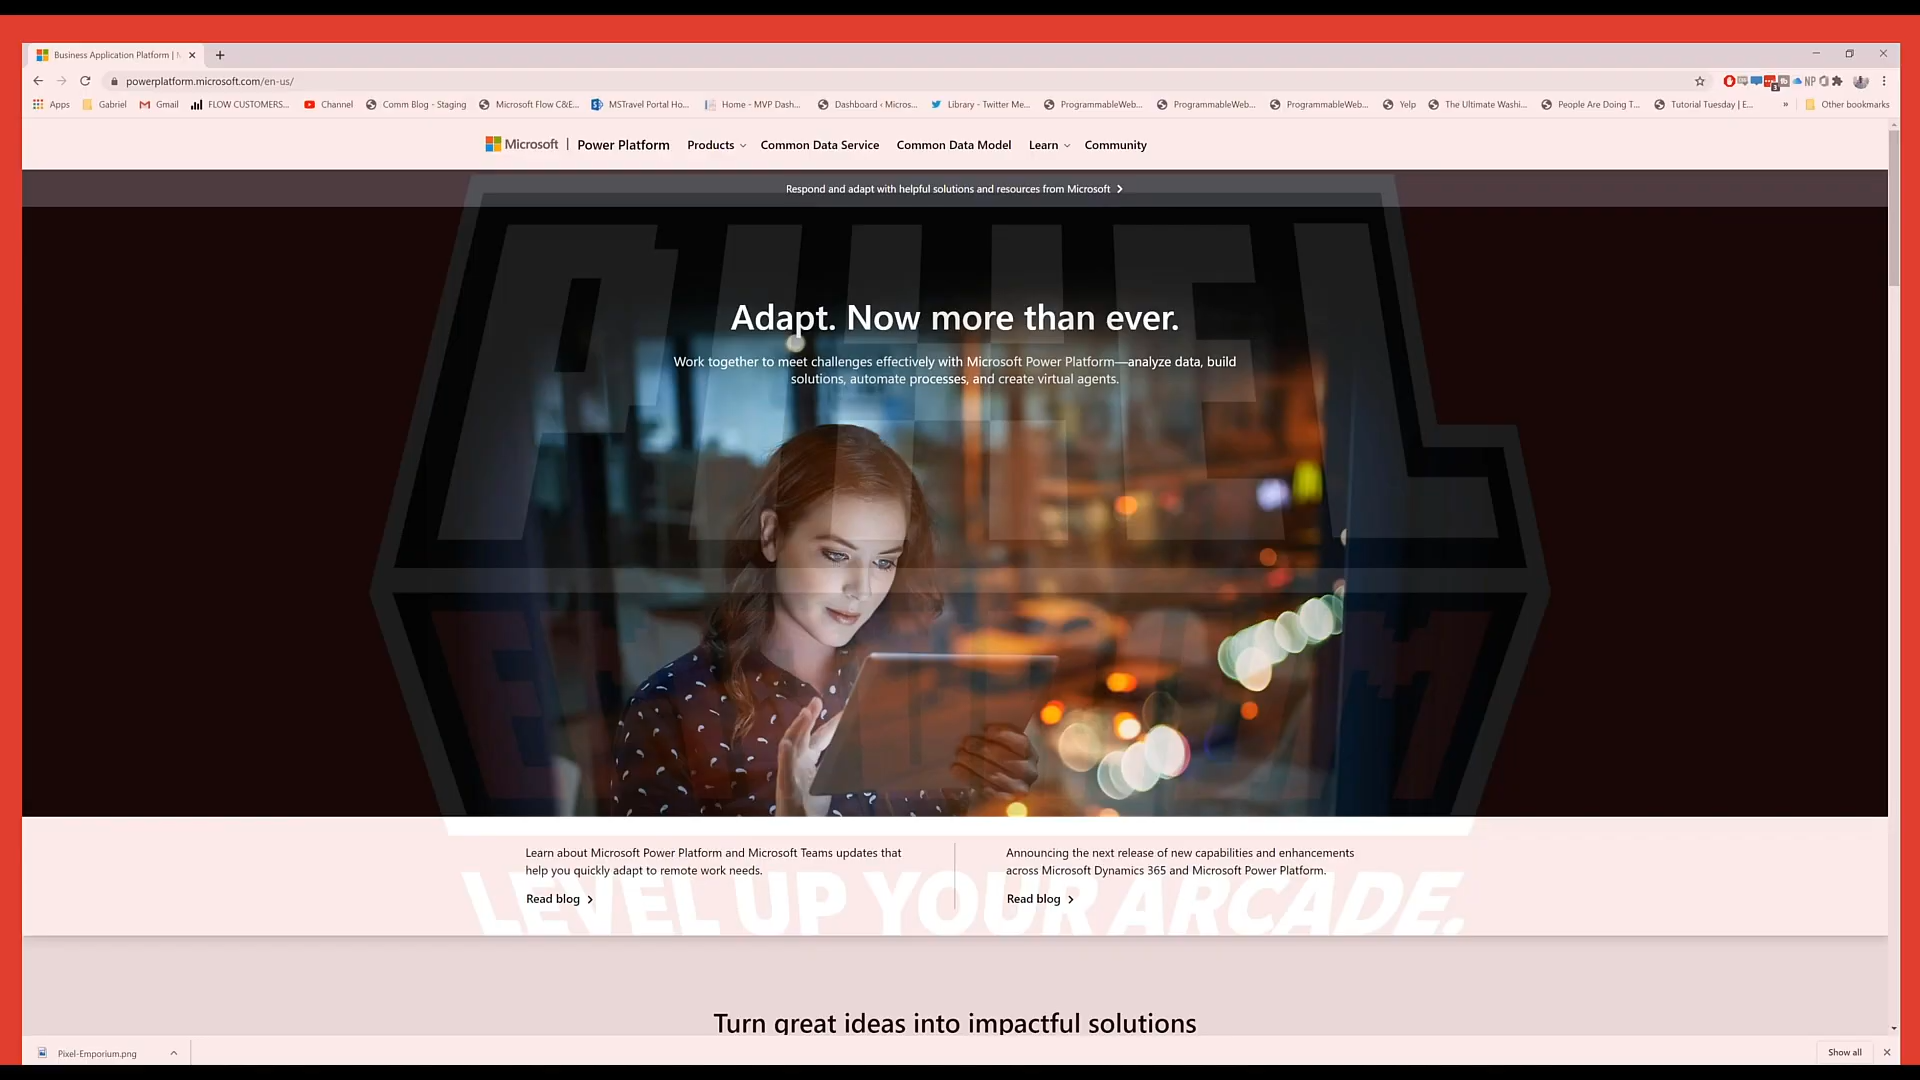 Business Application Platform |
powerplatform.microsoft.com/en-us/
Apps Gabriel Gmail FLOW CUSTOMERS... Channel Comm Blog - Staging Microsoft Flow C&E... MSTravel Portal Ho... Home - MVP Dash... Dashboard ‹ Micros... Library - Twitter Me... ProgrammableWeb... ProgrammableWeb... ProgrammableWeb... Yelp The Ultimate Washi... People Are Doing T... Tutorial Tuesday | E... » Other bookmarks
Microsoft | Power Platform Products Common Data Service Common Data Model Learn Community
Respond and adapt with helpful solutions and resources from Microsoft
PIXEL
Adapt. Now more than ever.
Work together to meet challenges effectively with Microsoft Power Platform—analyze data, build
solutions, automate processes, and create virtual agents.
EMPORIUM
Learn about Microsoft Power Platform and Microsoft Teams updates that
help you quickly adapt to remote work needs.
Read blog
Announcing the next release of new capabilities and enhancements
across Microsoft Dynamics 365 and Microsoft Power Platform.
Read blog
LEVEL UP YOUR ARCADE.
Turn great ideas into impactful solutions
Pixel-Emporium.png
Show all